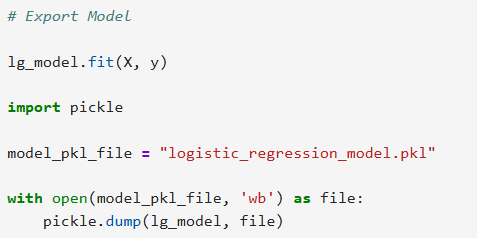 # Export Model
lg_model.fit(X, y)
import pickle
model_pkl_file = "logistic_regression_model.pkl"
with open(model_pkl_file, 'wb') as file:
    pickle.dump(lg_model, file)